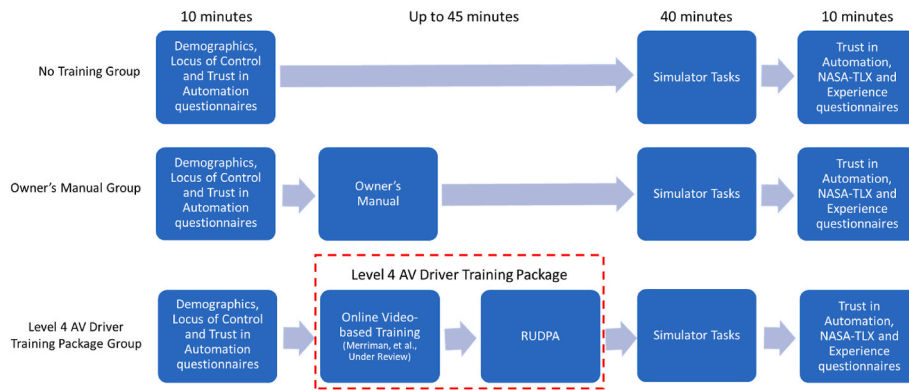 10 minutes
Up to 45 minutes
40 minutes
10 minutes
No Training Group
Demographics,
Locus of Control
and Trust in
Automation
questionnaires
Simulator Tasks
Trust in
Automation,
NASA-TLX and
Experience
questionnaires
Owner's Manual Group
Demographics,
Locus of Control
and Trust in
Automation
questionnaires
Owner's
Manual
Simulator Tasks
Trust in
Automation,
NASA-TLX and
Experience
questionnaires
Level 4 AV Driver Training Package
Level 4 AV Driver
Training Package Group
Demographics,
Locus of Control
and Trust in
Automation
questionnaires
Online Video-
based Training
(Merriman, et al.,
Under Review)
RUDPA
Simulator Tasks
Trust in
Automation,
NASA-TLX and
Experience
questionnaires